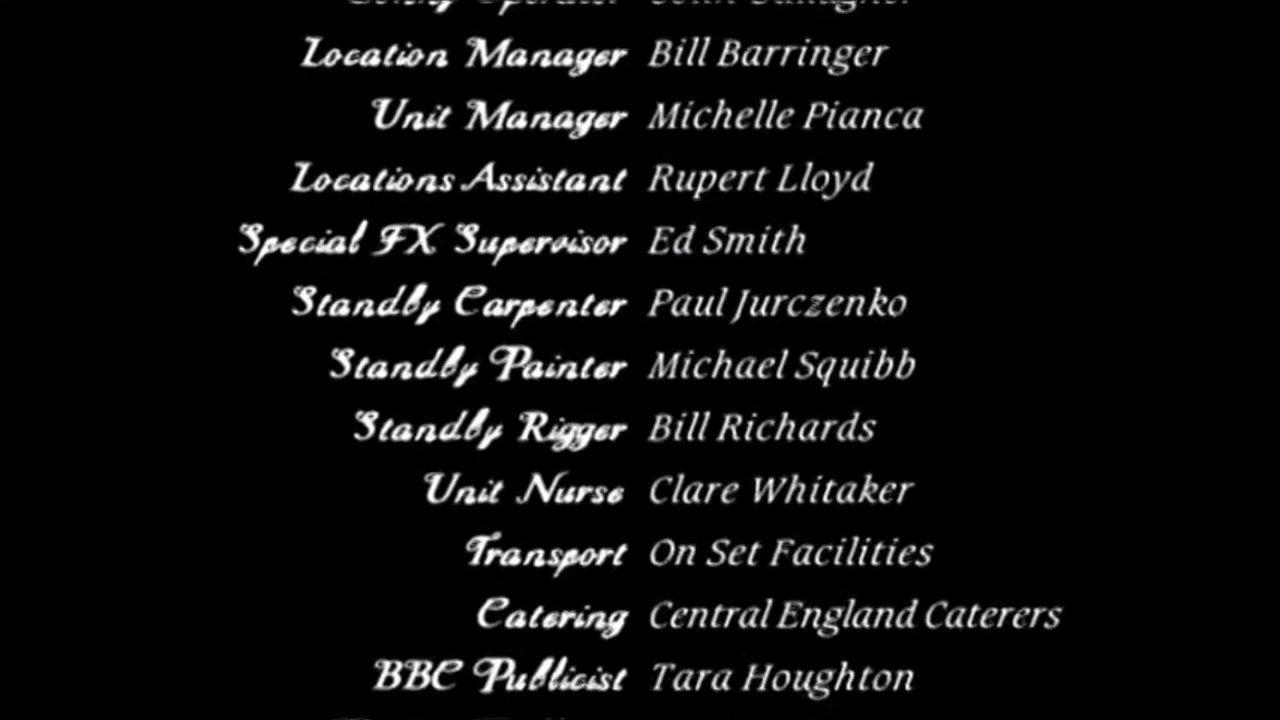 Location Manager Bill Barringer
Unit Manager Michelle Pianca
Locations Assistant Rupert Lloyd
Special FX Supervisor Ed Smith
Standby Carpenter Paul Jurczenko
Standby Painter Michael Squibb
Standby Rigger Bill Richards
Unit Nurse Clare Whitaker
Transport On Set Facilities
Catering Central England Caterers
BBC Publicist Tara Houghton